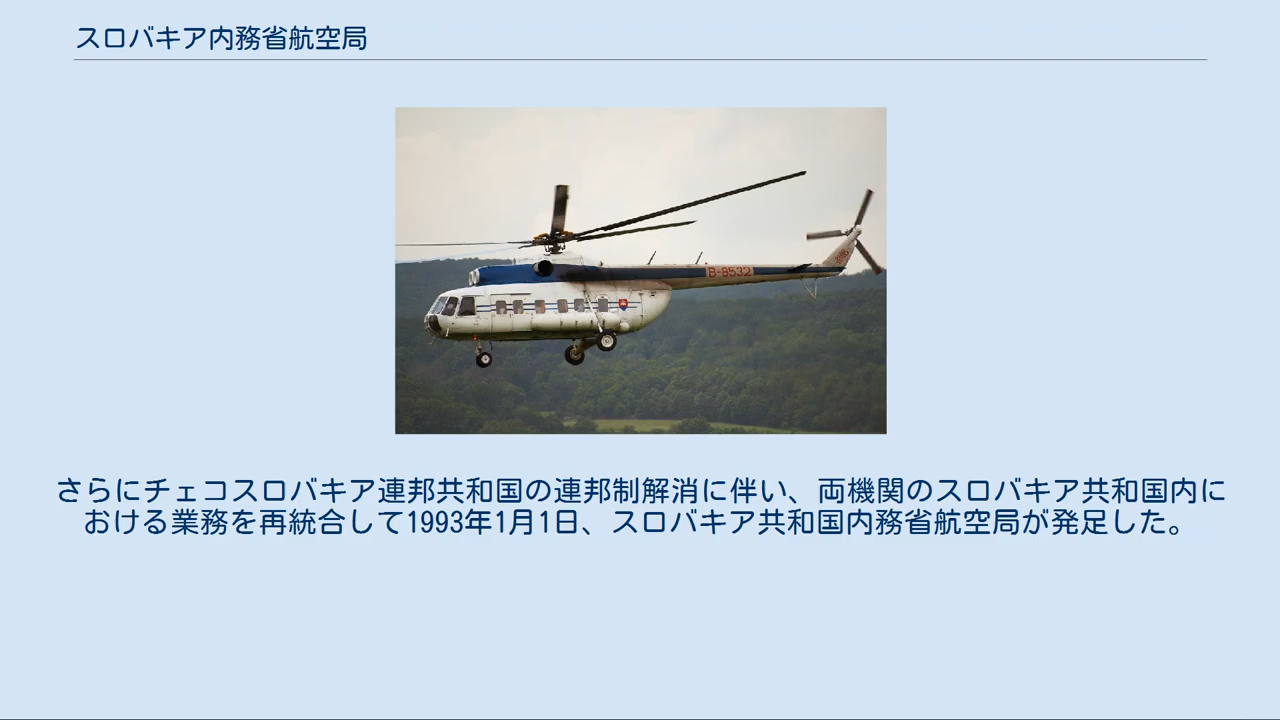 スロバキア内務省航空局
B-8532
さらにチェコスロバキア連邦共和国の連邦制解消に伴い、両機関のスロバキア共和国内に
おける業務を再統合して1993年1月1日、スロバキア共和国内務省航空局が発足した。